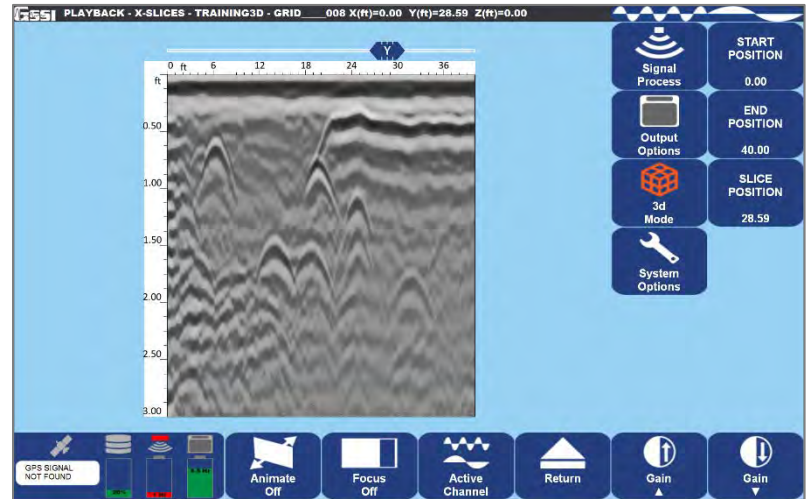 GSSI PLAYBACK - X-SLICES - TRAINING3D - GRID____008 X(ft)=0.00 Y(ft)=28.59 Z(ft)=0.00
Y
0 ft 6 12 18 24 30 36
ft
0.50
1.00
1.50
2.00
2.50
3.00
Signal
Process
START
POSITION
0.00
Output
Options
END
POSITION
40.00
3d
Mode
SLICE
POSITION
28.59
System
Options
GPS SIGNAL
NOT FOUND
Animate
Off
Focus
Off
Active
Channel
Return
Gain
Gain